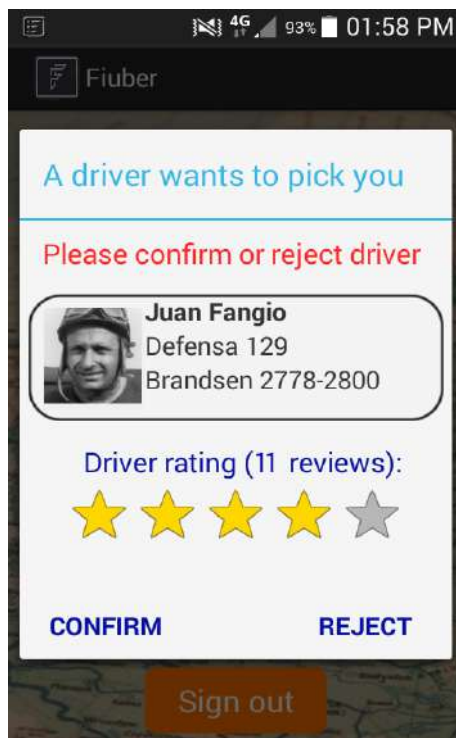 4G 93% 01:58 PM
Fiuber
A driver wants to pick you
Please confirm or reject driver
Juan Fangio
Defensa 129
Brandsen 2778-2800
Driver rating (11 reviews):
CONFIRM REJECT
Sign out